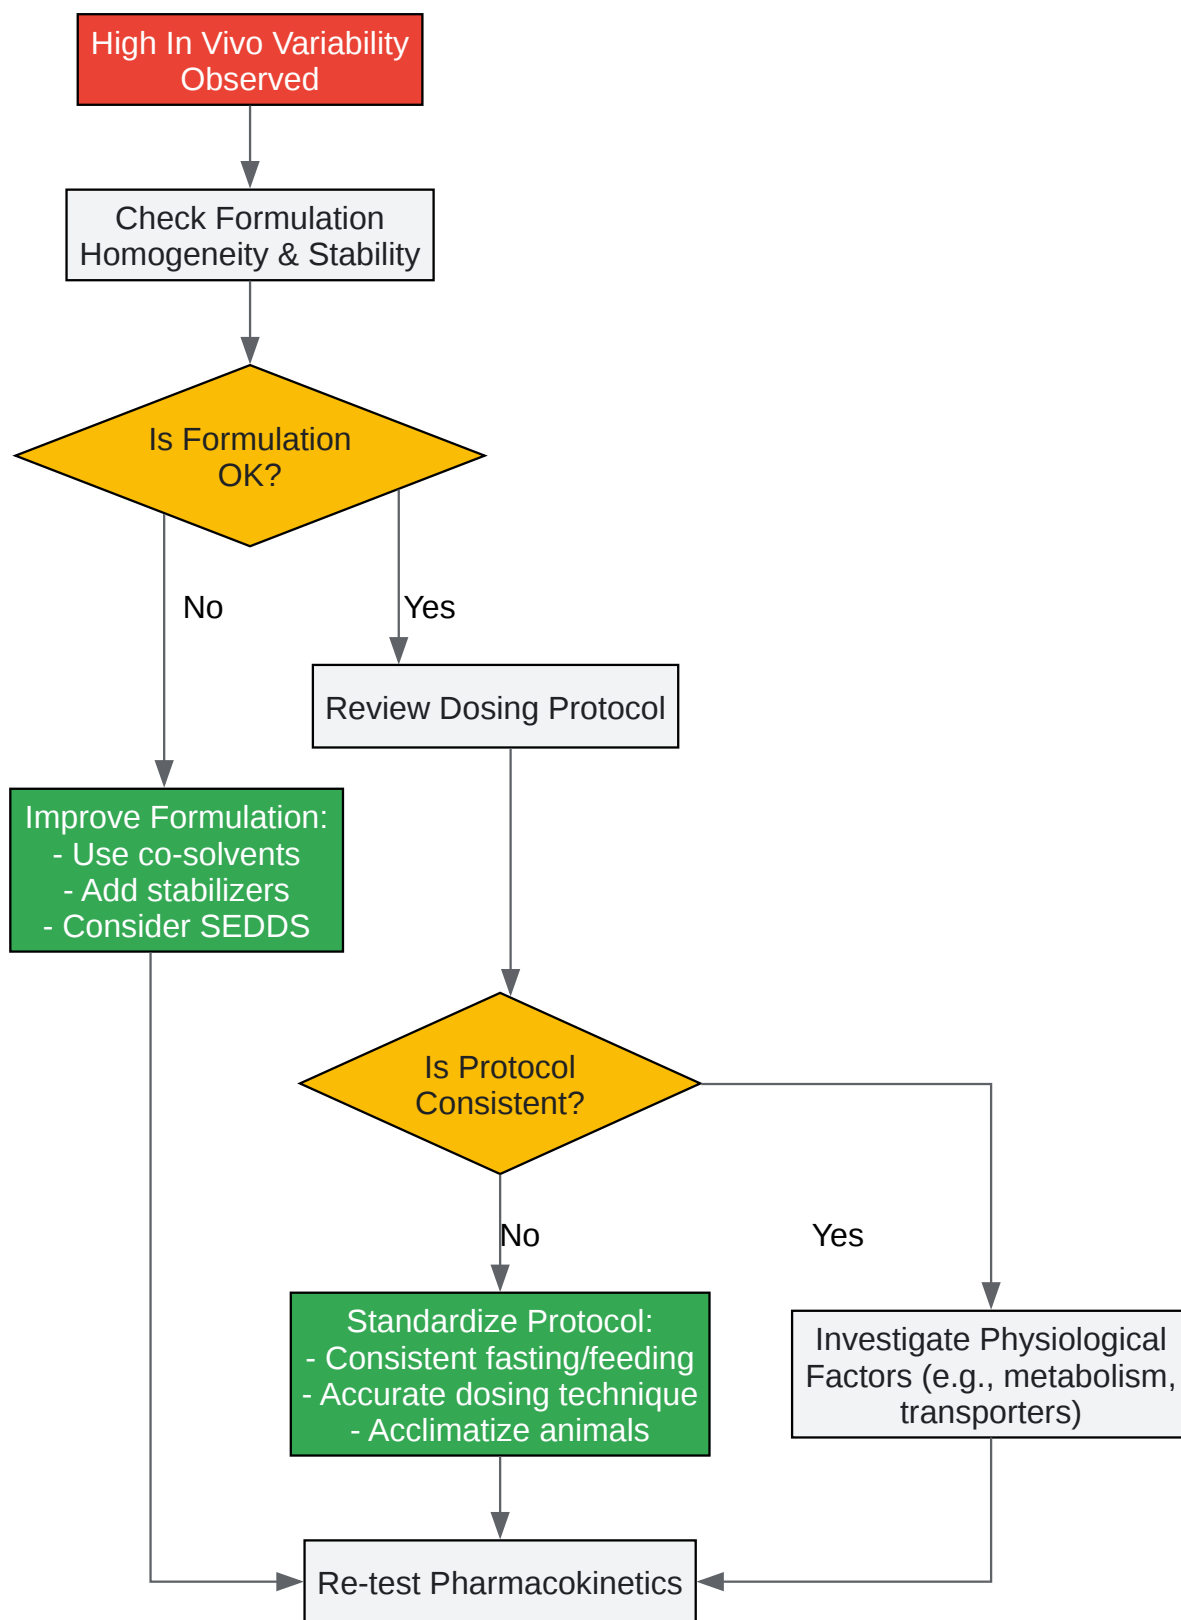 High In Vivo Variability
Observed
Check Formulation
Homogeneity & Stability
Is Formulation
OK?
No
Yes
Review Dosing Protocol
Improve Formulation:
- Use co-solvents
- Add stabilizers
- Consider SEDDS
Is Protocol
Consistent?
No
Yes
Standardize Protocol:
- Consistent fasting/feeding
- Accurate dosing technique
- Acclimatize animals
Investigate Physiological
Factors (e.g., metabolism,
transporters)
Re-test Pharmacokinetics